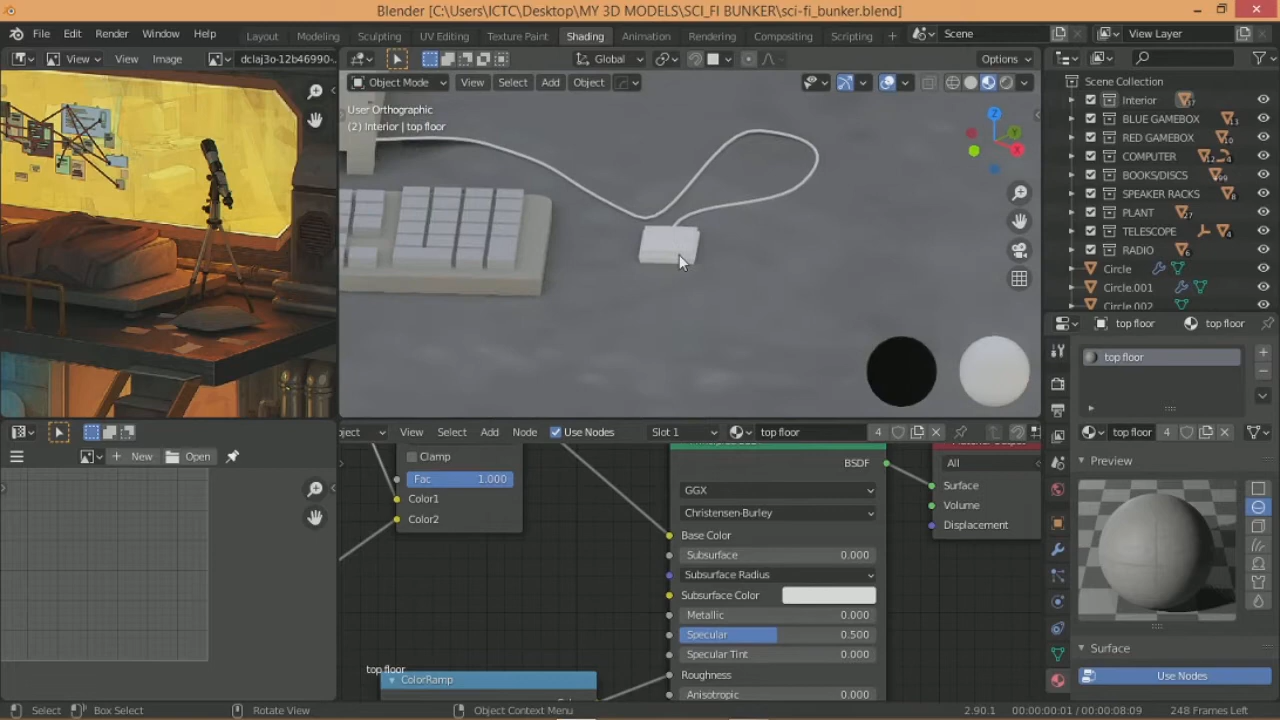 Blender [C:\Users\ICTC\Desktop\MY 3D MODELS\SCI_FI BUNKER\sci-fi_bunker.blend]
File Edit Render Window Help Layout Modeling Sculpting UV Editing Texture Paint Shading Animation Rendering Compositing Scripting + Scene View Layer
View View Image dclaj3o-12b46990- Global Options
Object Mode View Select Add Object
Scene Collection
User Orthographic
(2) Interior | top floor
Interior
BLUE GAMEBOX
RED GAMEBOX
COMPUTER
BOOKS/DISCS
SPEAKER RACKS
PLANT
TELESCOPE
RADIO
Circle
Circle.001
Circle.002
top floor top floor
top floor
ject View Select Add Node Use Nodes Slot 1 top floor 4
top floor 4
New Open
Clamp
Fac 1.000
Color1
Color2
BSDF
GGX
Christensen-Burley
Base Color
Subsurface 0.000
Subsurface Radius
Subsurface Color
Metallic 0.000
Specular 0.500
Specular Tint 0.000
Roughness
Anisotropic 0.000
All
Surface
Volume
Displacement
top floor
ColorRamp
Preview
Surface
Use Nodes
Select Box Select Rotate View Object Context Menu 2.90.1 00:00:00:01 / 00:00:08:09 248 Frames Left